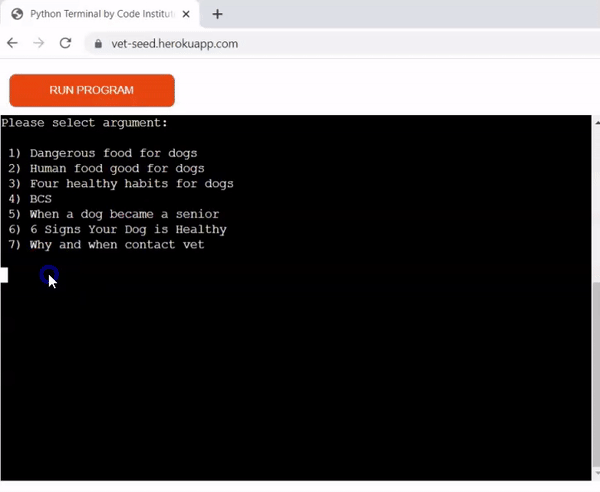 Python Terminal by Code Institut
vet-seed.herokuapp.com
RUN PROGRAM
Please select argument:
1) Dangerous food for dogs
2) Human food good for dogs
3) Four healthy habits for dogs
4) BCS
5) When a dog became a senior
6) 6 Signs Your Dog is Healthy
7) Why and when contact vet